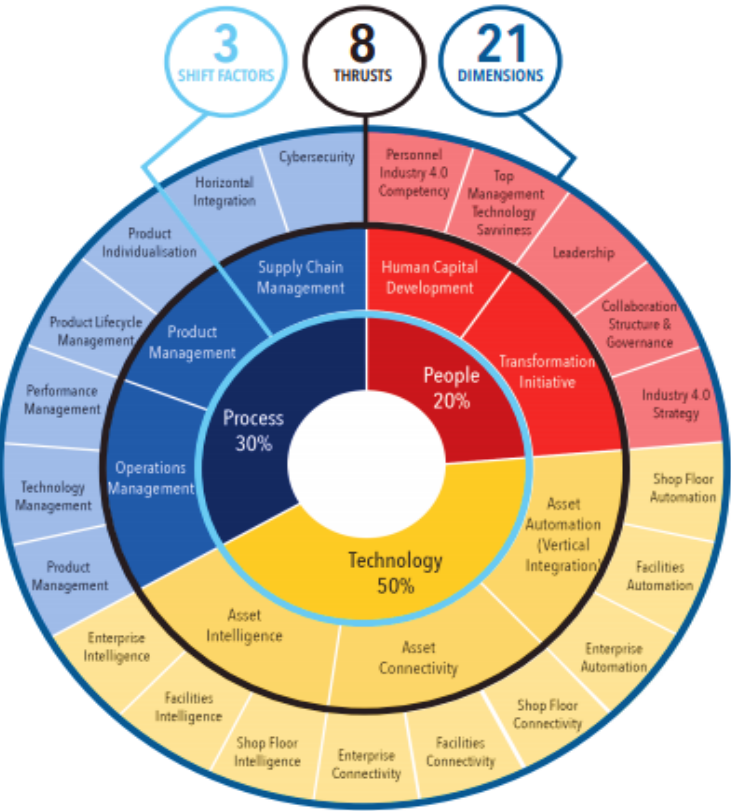 3
SHIFT FACTORS
8
THRUSTS
21
DIMENSIONS
Cybersecurity
Horizontal
Integration
Product
Individualisation
Product Lifecycle
Management
Performance
Management
Technology
Management
Product
Management
Personnel
Industry 4.0
Competency
Top
Management
Technology
Savviness
Leadership
Collaboration
Structure &
Governance
Industry 4.0
Strategy
Shop Floor
Automation
Facilities
Automation
Enterprise
Automation
Shop Floor
Connectivity
Facilities
Connectivity
Enterprise
Connectivity
Shop Floor
Intelligence
Facilities
Intelligence
Enterprise
Intelligence
Supply Chain
Management
Product
Management
Operations
Management
Human Capital
Development
Transformation
Initiative
Asset
Automation
(Vertical
Integration)
Asset
Connectivity
Asset
Intelligence
Process
30%
People
20%
Technology
50%